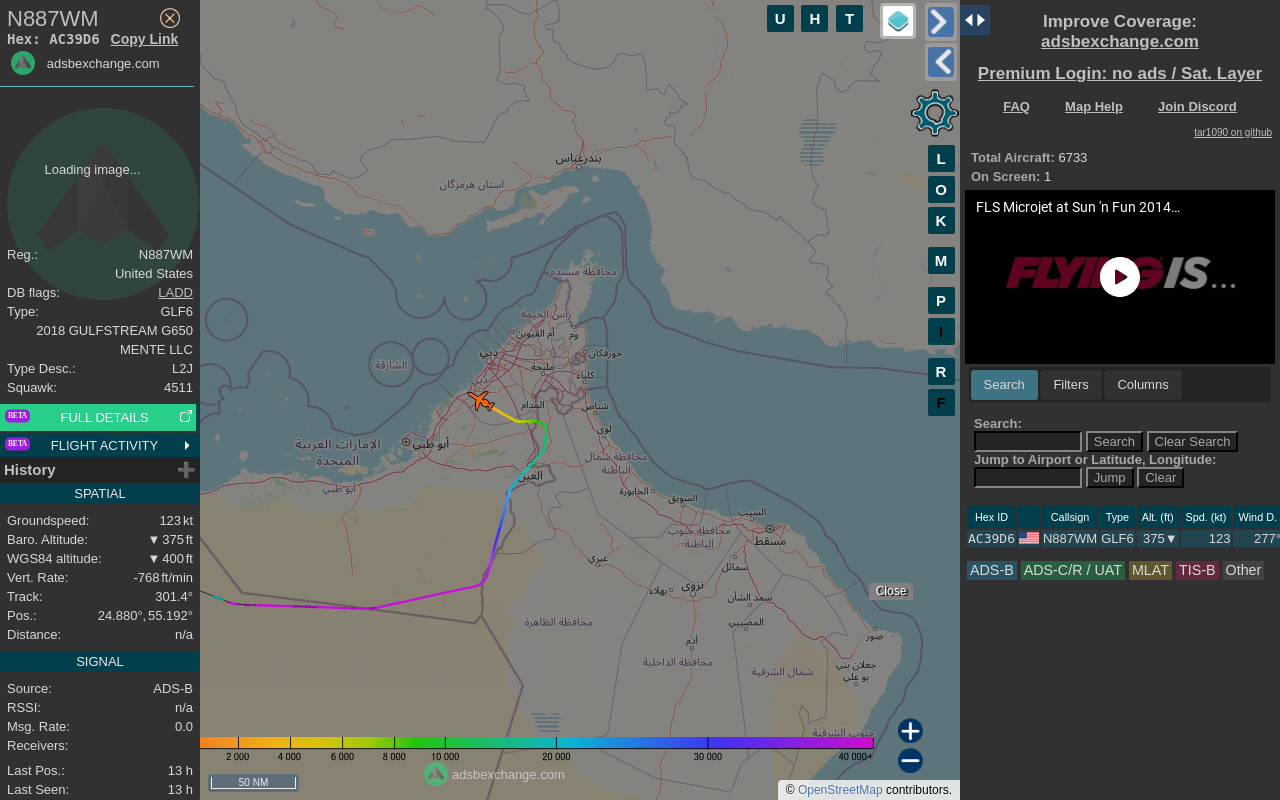 N887WM
Hex: AC39D6 Copy Link
adsbexchange.com
Loading image...
Reg.: N887WM
United States
DB flags: LADD
Type: GLF6
2018 GULFSTREAM G650
MENTE LLC
Type Desc.: L2J
Squawk: 4511
BETA FULL DETAILS
BETA FLIGHT ACTIVITY
History
SPATIAL
Groundspeed: 123 kt
Baro. Altitude: ▼ 375 ft
WGS84 altitude: ▼ 400 ft
Vert. Rate: -768 ft/min
Track: 301.4°
Pos.: 24.880°, 55.192°
Distance: n/a
SIGNAL
Source: ADS-B
RSSI: n/a
Msg. Rate: 0.0
Receivers:
Last Pos.: 13 h
Last Seen: 13 h
U H T
L
O
K
M
P
I
R
F
بندرعباس
استان هرمزگان
محافظة مسندم
رأس الخيمة
أم القيوين
دبي
دبي
الشارقة
خورفكان
مليحة
كلباء
المدام
شناص
لوى
أبو ظبي
الإمارات العربية
المتحدة
أبو ظبي
العين
محافظة شمال
الباطنة
الخابورة
السويق
السيب
مسقط
محافظة جنوب
الباطنة
عبري
سمائل
نزوى
بهلاء
سمد الشأن
المضيبي
محافظة الظاهرة
أدم
محافظة الداخلية
صور
جعلان بني
بو علي
شمال الشرقية
جنوب الشرقية
Close
2 000 4 000 6 000 8 000 10 000 20 000 30 000 40 000+
adsbexchange.com
50 NM
© OpenStreetMap contributors.
Improve Coverage:
adsbexchange.com
Premium Login: no ads / Sat. Layer
FAQ Map Help Join Discord
tar1090 on github
Total Aircraft: 6733
On Screen: 1
FLS Microjet at Sun 'n Fun 2014...
FLYING IS...
Search Filters Columns
Search:
Search Clear Search
Jump to Airport or Latitude, Longitude:
Jump Clear
Hex ID Callsign Type Alt. (ft) Spd. (kt) Wind D.
AC39D6 N887WM GLF6 375▼ 123 277°
ADS-B ADS-C/R / UAT MLAT TIS-B Other